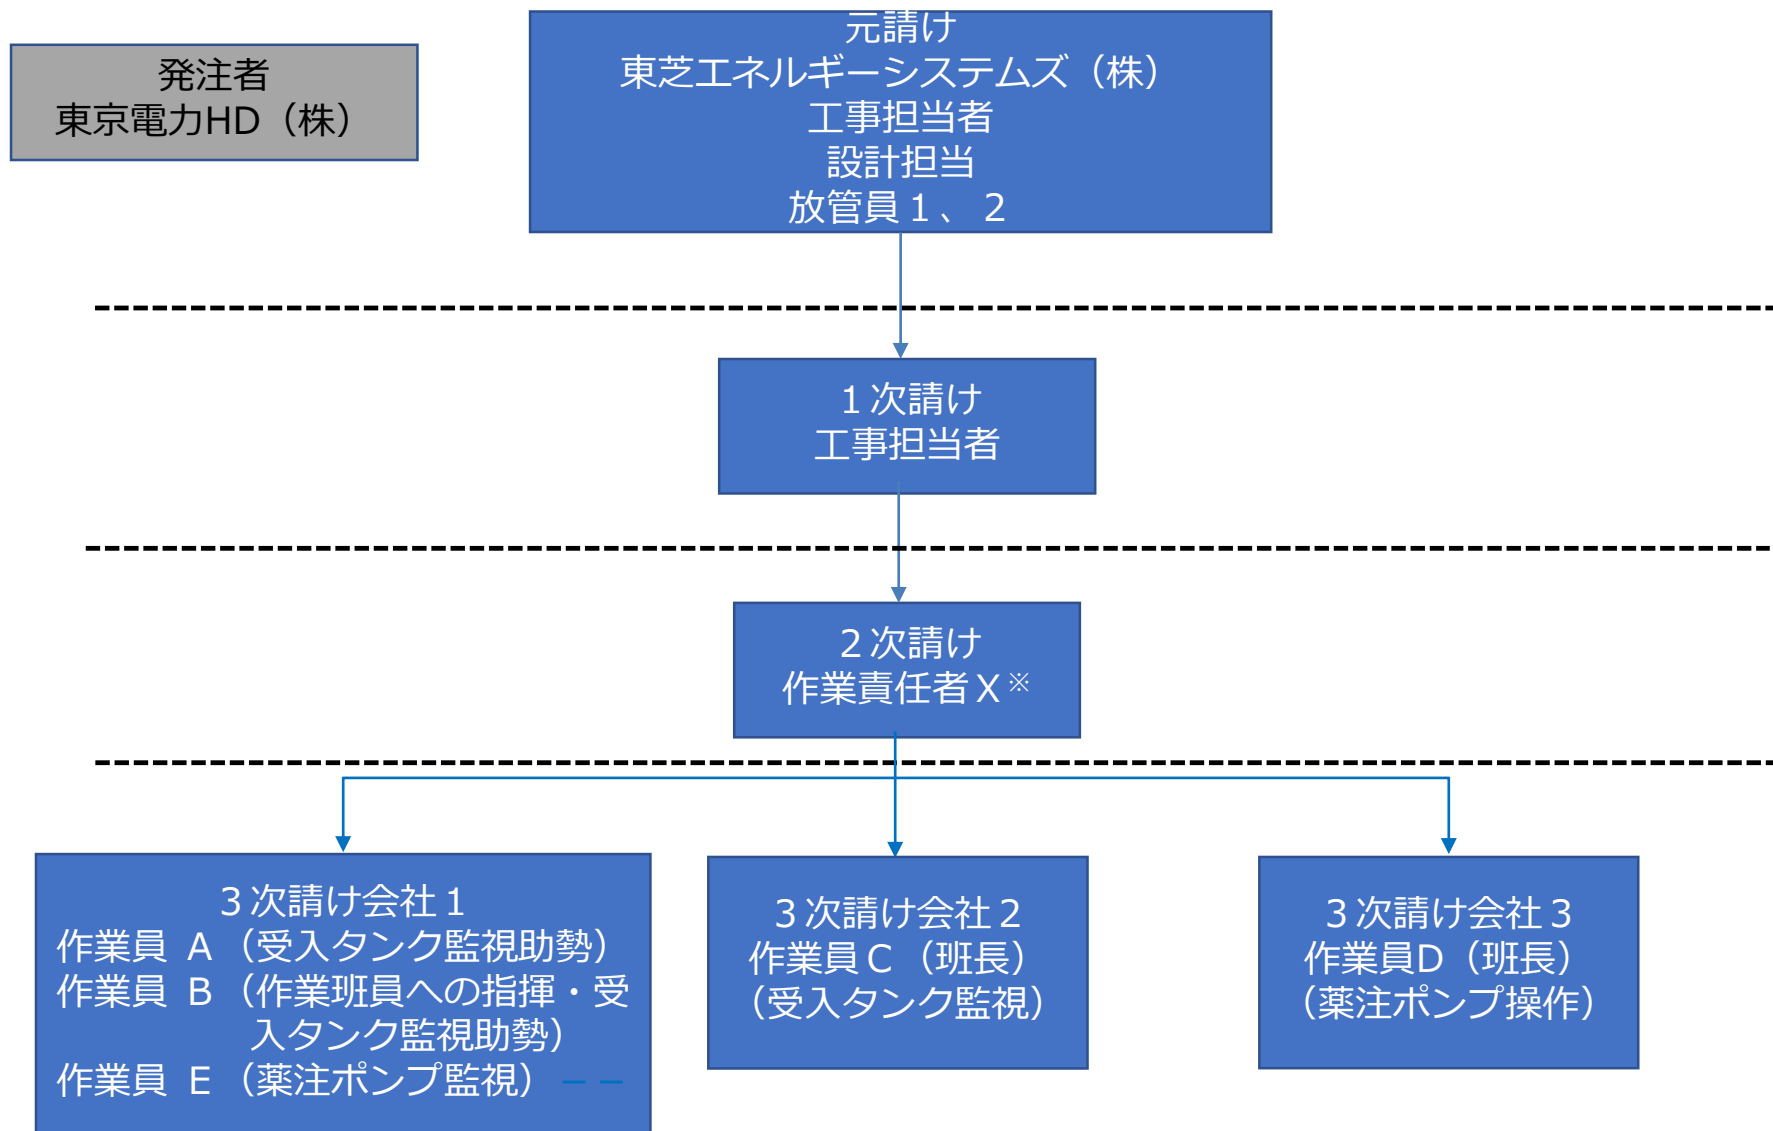 発注者
東京電力HD（株）
元請け
東芝エネルギーシステムズ（株）
工事担当者
設計担当
放管員１、２
１次請け
工事担当者
２次請け
作業責任者Ｘ※
３次請け会社１
作業員 A （受入タンク監視助勢）
作業員 B （作業班員への指揮・受
入タンク監視助勢）
作業員 E （薬注ポンプ監視）
３次請け会社２
作業員Ｃ（班長）
（受入タンク監視）
３次請け会社３
作業員D（班長）
（薬注ポンプ操作）